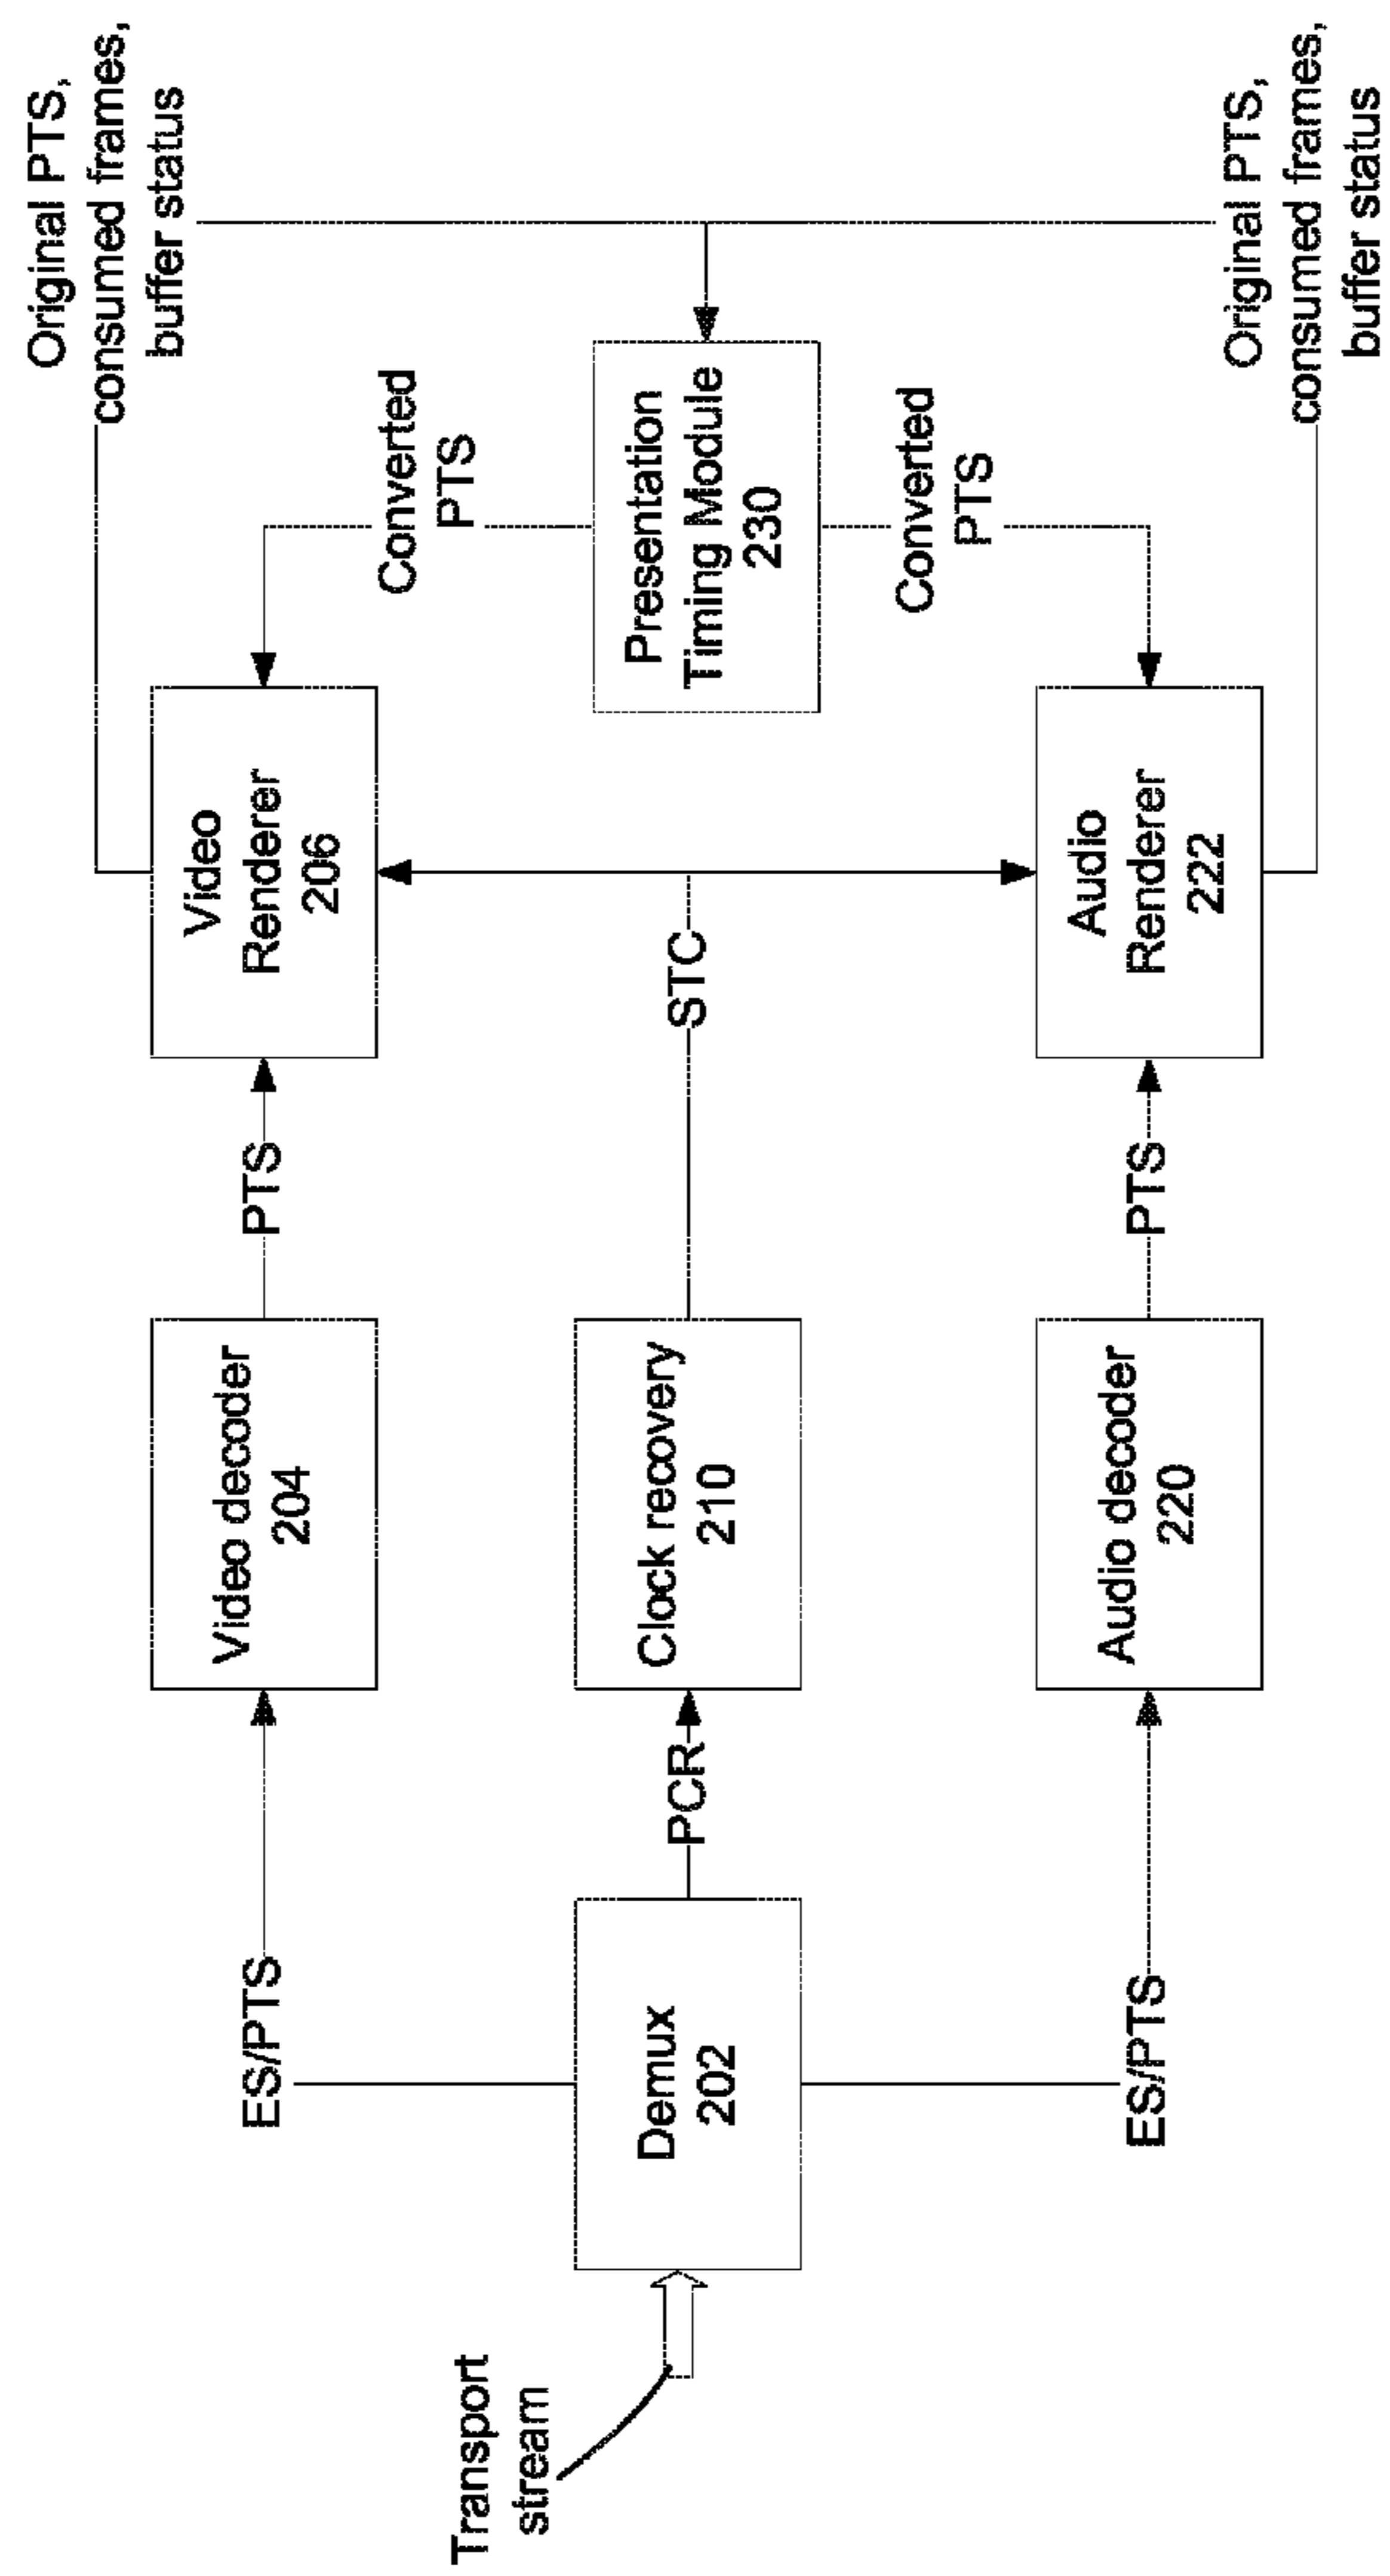 Transport
stream
Demux
202
ES/PTS
PCR
ES/PTS
Video decoder
204
Clock recovery
210
Audio decoder
220
PTS
STC
PTS
Video
Renderer
206
Audio
Renderer
222
Converted
PTS
Presentation
Timing Module
230
Converted
PTS
Original PTS,
consumed frames,
buffer status
Original PTS,
consumed frames,
buffer status